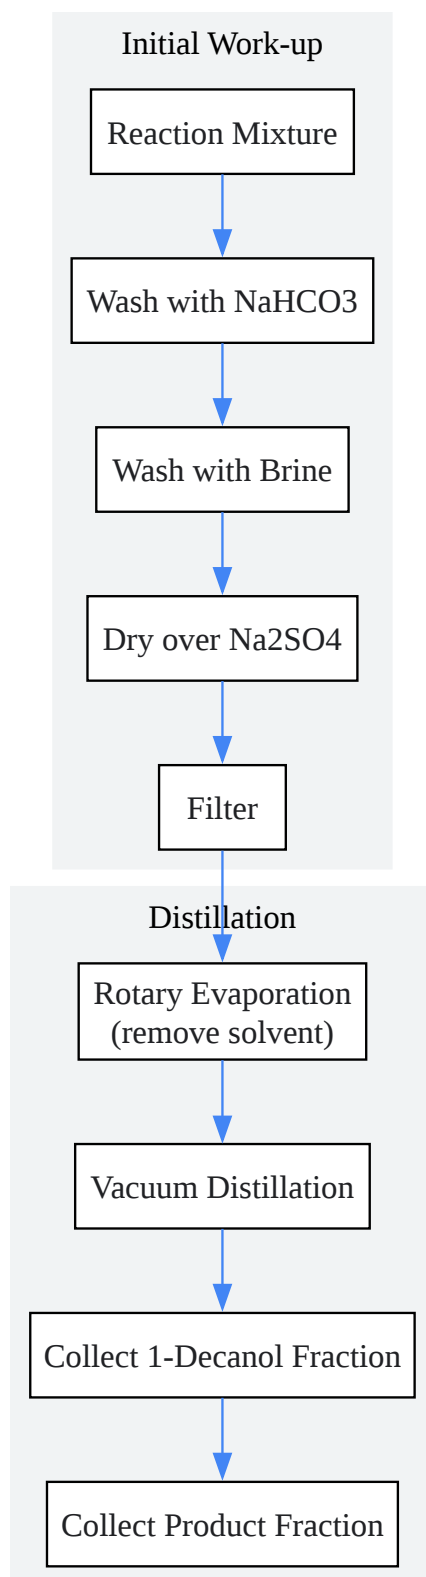 Initial Work-up
Reaction Mixture
Wash with NaHCO3
Wash with Brine
Dry over Na2SO4
Filter
Distillation
Rotary Evaporation
(remove solvent)
Vacuum Distillation
Collect 1-Decanol Fraction
Collect Product Fraction